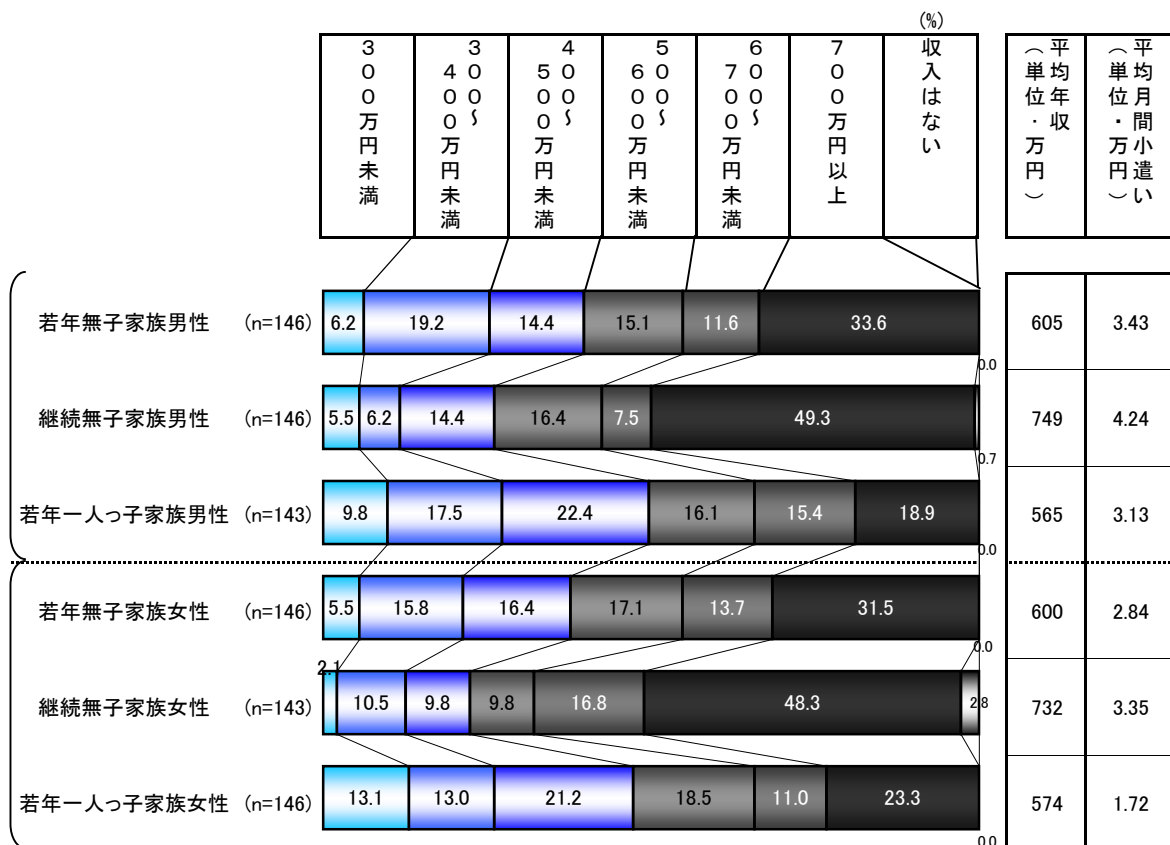 (%)
300万円未満
300〜400万円未満
400〜500万円未満
500〜600万円未満
600〜700万円未満
700万円以上
収入はない
平均年収(単位・万円)
平均月間小遣い(単位・万円)
若年無子家族男性 (n=146) 6.2 19.2 14.4 15.1 11.6 33.6 0.0 605 3.43
継続無子家族男性 (n=146) 5.5 6.2 14.4 16.4 7.5 49.3 0.7 749 4.24
若年一人っ子家族男性 (n=143) 9.8 17.5 22.4 16.1 15.4 18.9 0.0 565 3.13
若年無子家族女性 (n=146) 5.5 15.8 16.4 17.1 13.7 31.5 0.0 600 2.84
継続無子家族女性 (n=143) 2.1 10.5 9.8 9.8 16.8 48.3 2.8 732 3.35
若年一人っ子家族女性 (n=146) 13.1 13.0 21.2 18.5 11.0 23.3 0.0 574 1.72